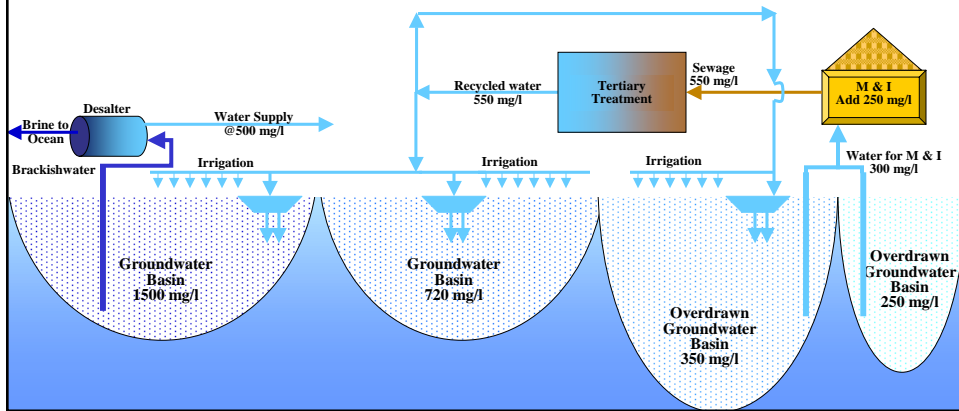 Desalter
Brine to
Ocean
Brackishwater
Water Supply
@500 mg/l
Recycled water
550 mg/l
Tertiary
Treatment
Sewage
550 mg/l
M & I
Add 250 mg/l
Water for M & I
300 mg/l
Irrigation
Irrigation
Irrigation
Groundwater
Basin
1500 mg/l
Groundwater
Basin
720 mg/l
Overdrawn
Groundwater
Basin
350 mg/l
Overdrawn
Groundwater
Basin
250 mg/l